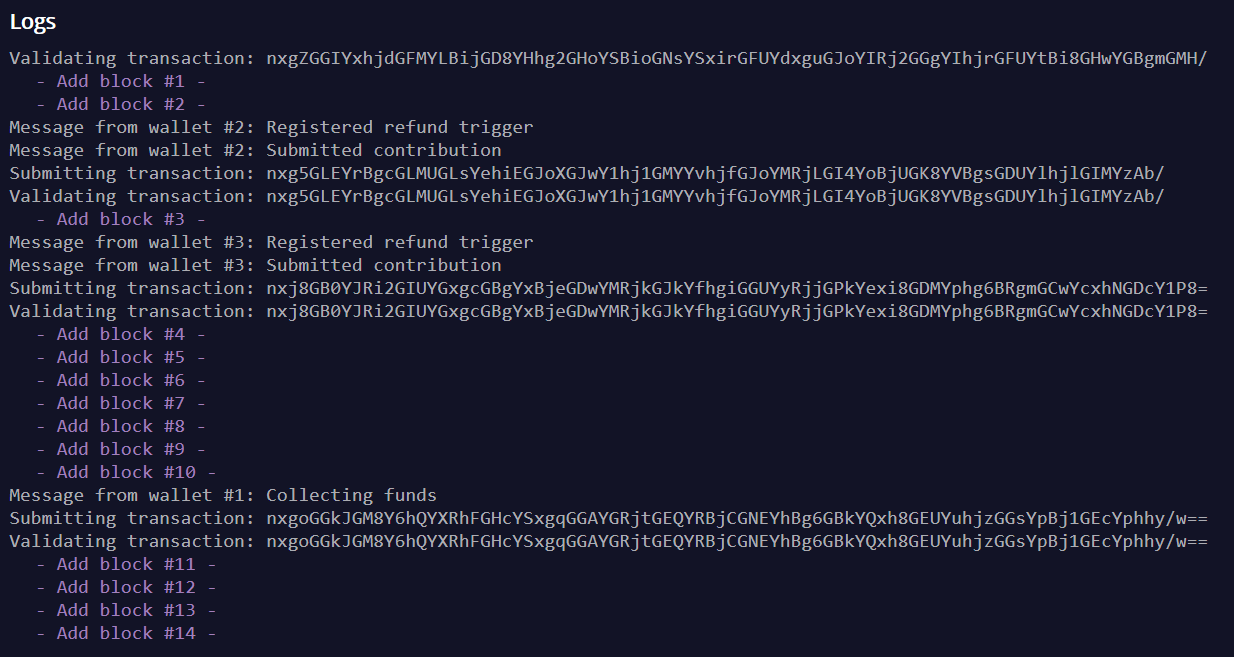 Logs
Validating transaction: nxgZGGIYxhjdGFMYLBijGD8YHhg2GHoYSBioGNsYSxirGFUYdxguGJoYIRj2GGgYIhjrGFUYtBi8GHwYGBgmGMH/
- Add block #1 -
- Add block #2 -
Message from wallet #2: Registered refund trigger
Message from wallet #2: Submitted contribution
Submitting transaction: nxg5GLEYrBgcGLMUGLsYehiEGJoXGJwY1hj1GMYYvhjfGJoYMRjLGI4YoBjUGK8YVBgsGDUYlhjlGIMYzAb/
Validating transaction: nxg5GLEYrBgcGLMUGLsYehiEGJoXGJwY1hj1GMYYvhjfGJoYMRjLGI4YoBjUGK8YVBgsGDUYlhjlGIMYzAb/
- Add block #3 -
Message from wallet #3: Registered refund trigger
Message from wallet #3: Submitted contribution
Submitting transaction: nxj8GB0YJRi2GIUYGxgcGBgYxBjeGDwYMRjkGJkYfhgiGGUYyRjjGPkYexi8GDMYphg6BRgmGCwYcxhNGDcY1P8=
Validating transaction: nxj8GB0YJRi2GIUYGxgcGBgYxBjeGDwYMRjkGJkYfhgiGGUYyRjjGPkYexi8GDMYphg6BRgmGCwYcxhNGDcY1P8=
- Add block #4 -
- Add block #5 -
- Add block #6 -
- Add block #7 -
- Add block #8 -
- Add block #9 -
- Add block #10 -
Message from wallet #1: Collecting funds
Submitting transaction: nxgoGGkJGM8Y6hQYXRhFGHcYSxgqGGAYGRjtGEQYRBjCGNEYhBg6GBkYQxh8GEUYuhjzGGsYpBj1GEcYphhy/w==
Validating transaction: nxgoGGkJGM8Y6hQYXRhFGHcYSxgqGGAYGRjtGEQYRBjCGNEYhBg6GBkYQxh8GEUYuhjzGGsYpBj1GEcYphhy/w==
- Add block #11 -
- Add block #12 -
- Add block #13 -
- Add block #14 -